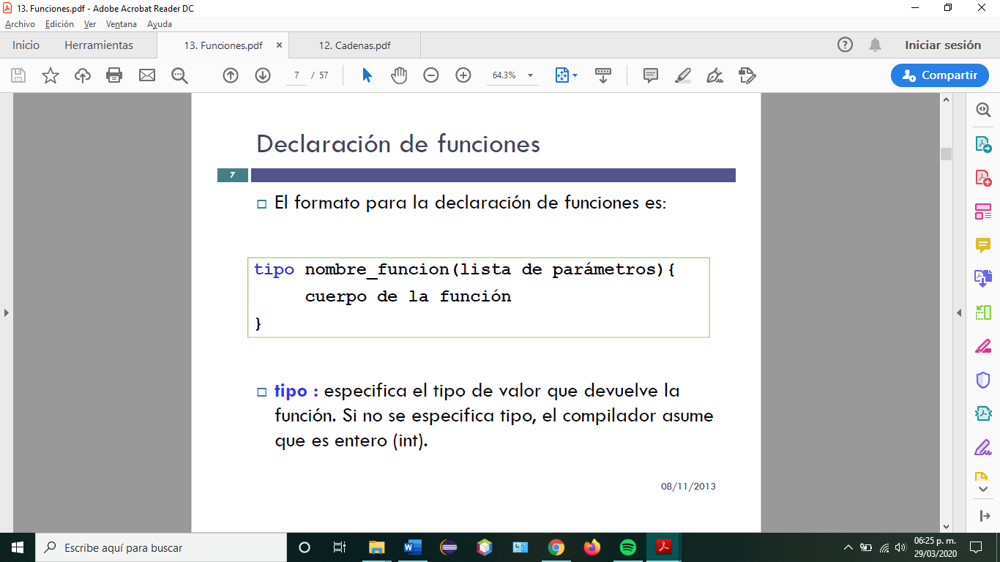 13. Funciones.pdf - Adobe Acrobat Reader DC
Archivo Edición Ver Ventana Ayuda
Inicio Herramientas 13. Funciones.pdf × 12. Cadenas.pdf Iniciar sesión
7 / 57 64.3% Compartir
Declaración de funciones
7
El formato para la declaración de funciones es:
tipo nombre_funcion(lista de parámetros){
cuerpo de la función
}
tipo : especifica el tipo de valor que devuelve la
función. Si no se especifica tipo, el compilador asume
que es entero (int).
08/11/2013
Escribe aquí para buscar
06:25 p. m.
29/03/2020